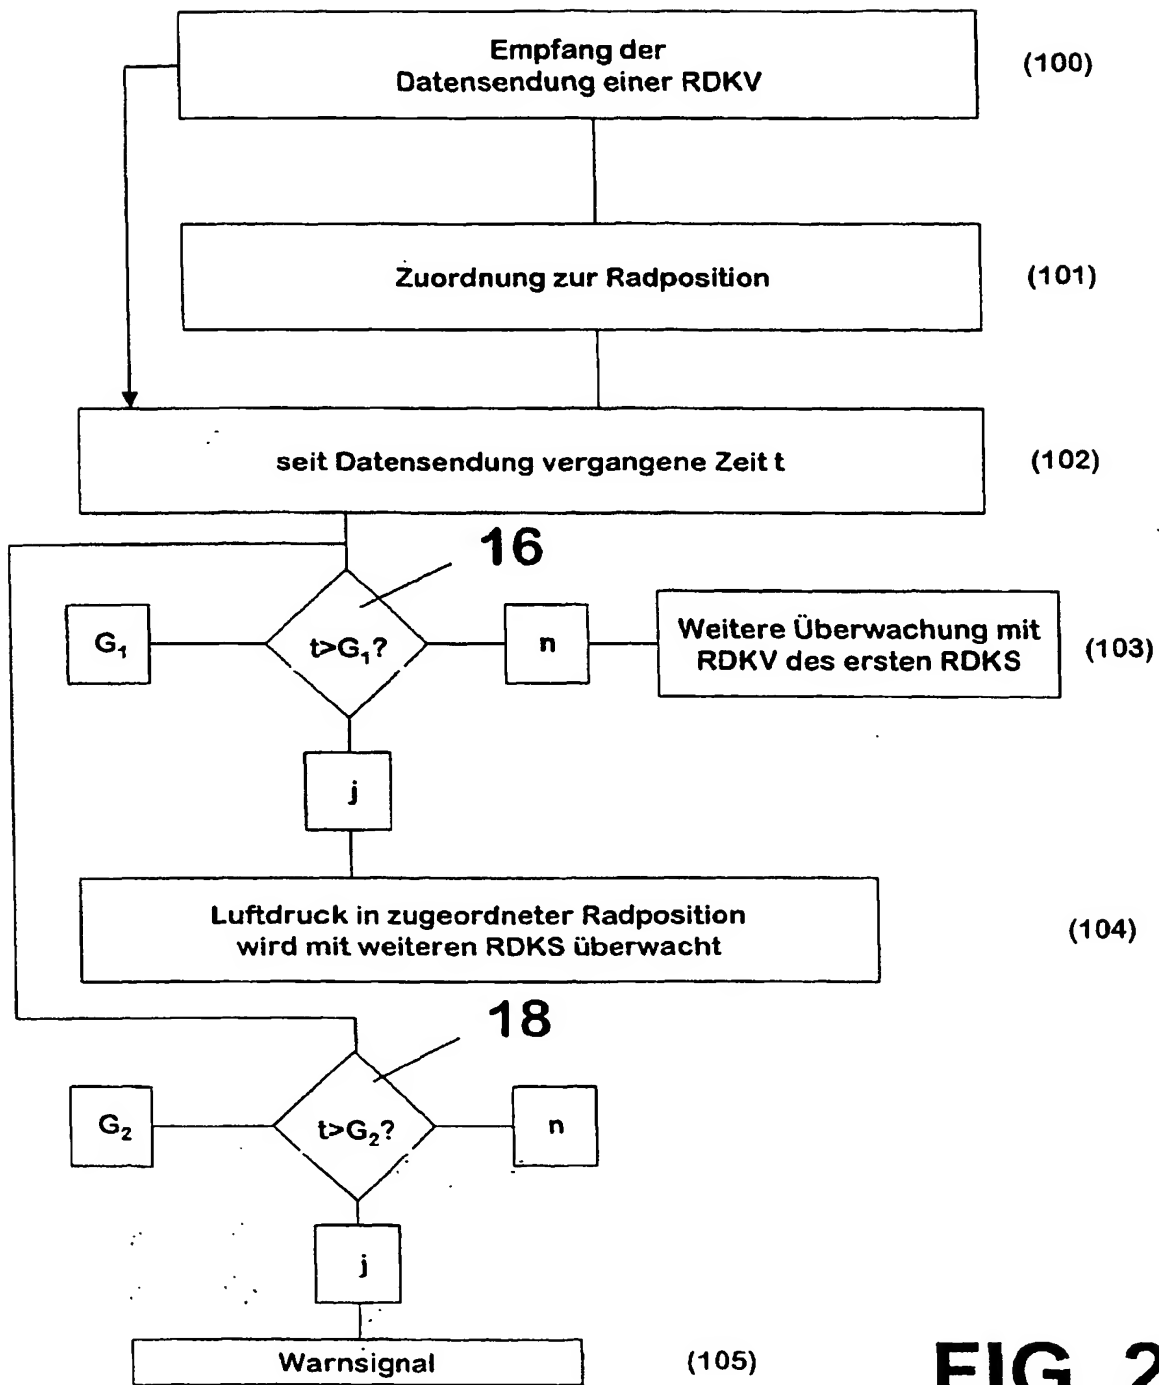 Empfang der
Datensendung einer RDKV
(100)
Zuordnung zur Radposition
(101)
seit Datensendung vergangene Zeit t
(102)
16
G₁
t>G₁?
n
Weitere Überwachung mit
RDKV des ersten RDKS
(103)
j
Luftdruck in zugeordneter Radposition
wird mit weiteren RDKS überwacht
(104)
18
G₂
t>G₂?
n
j
Warnsignal
(105)
FIG. 2